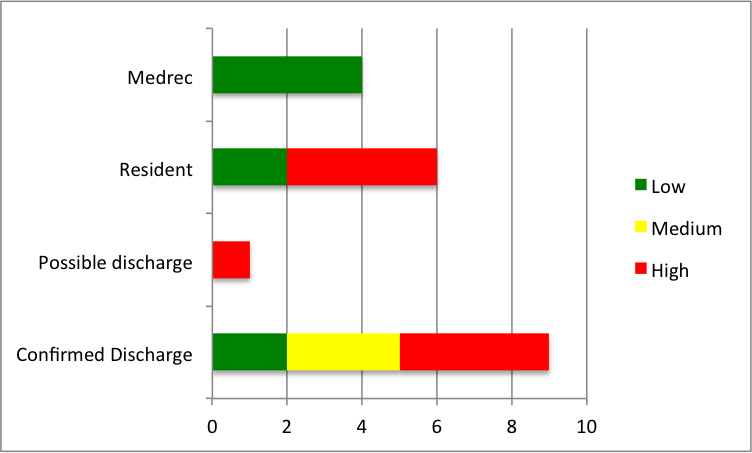 Medrec
Resident
Possible discharge
Confirmed Discharge
0 2 4 6 8 10
Low
Medium
High